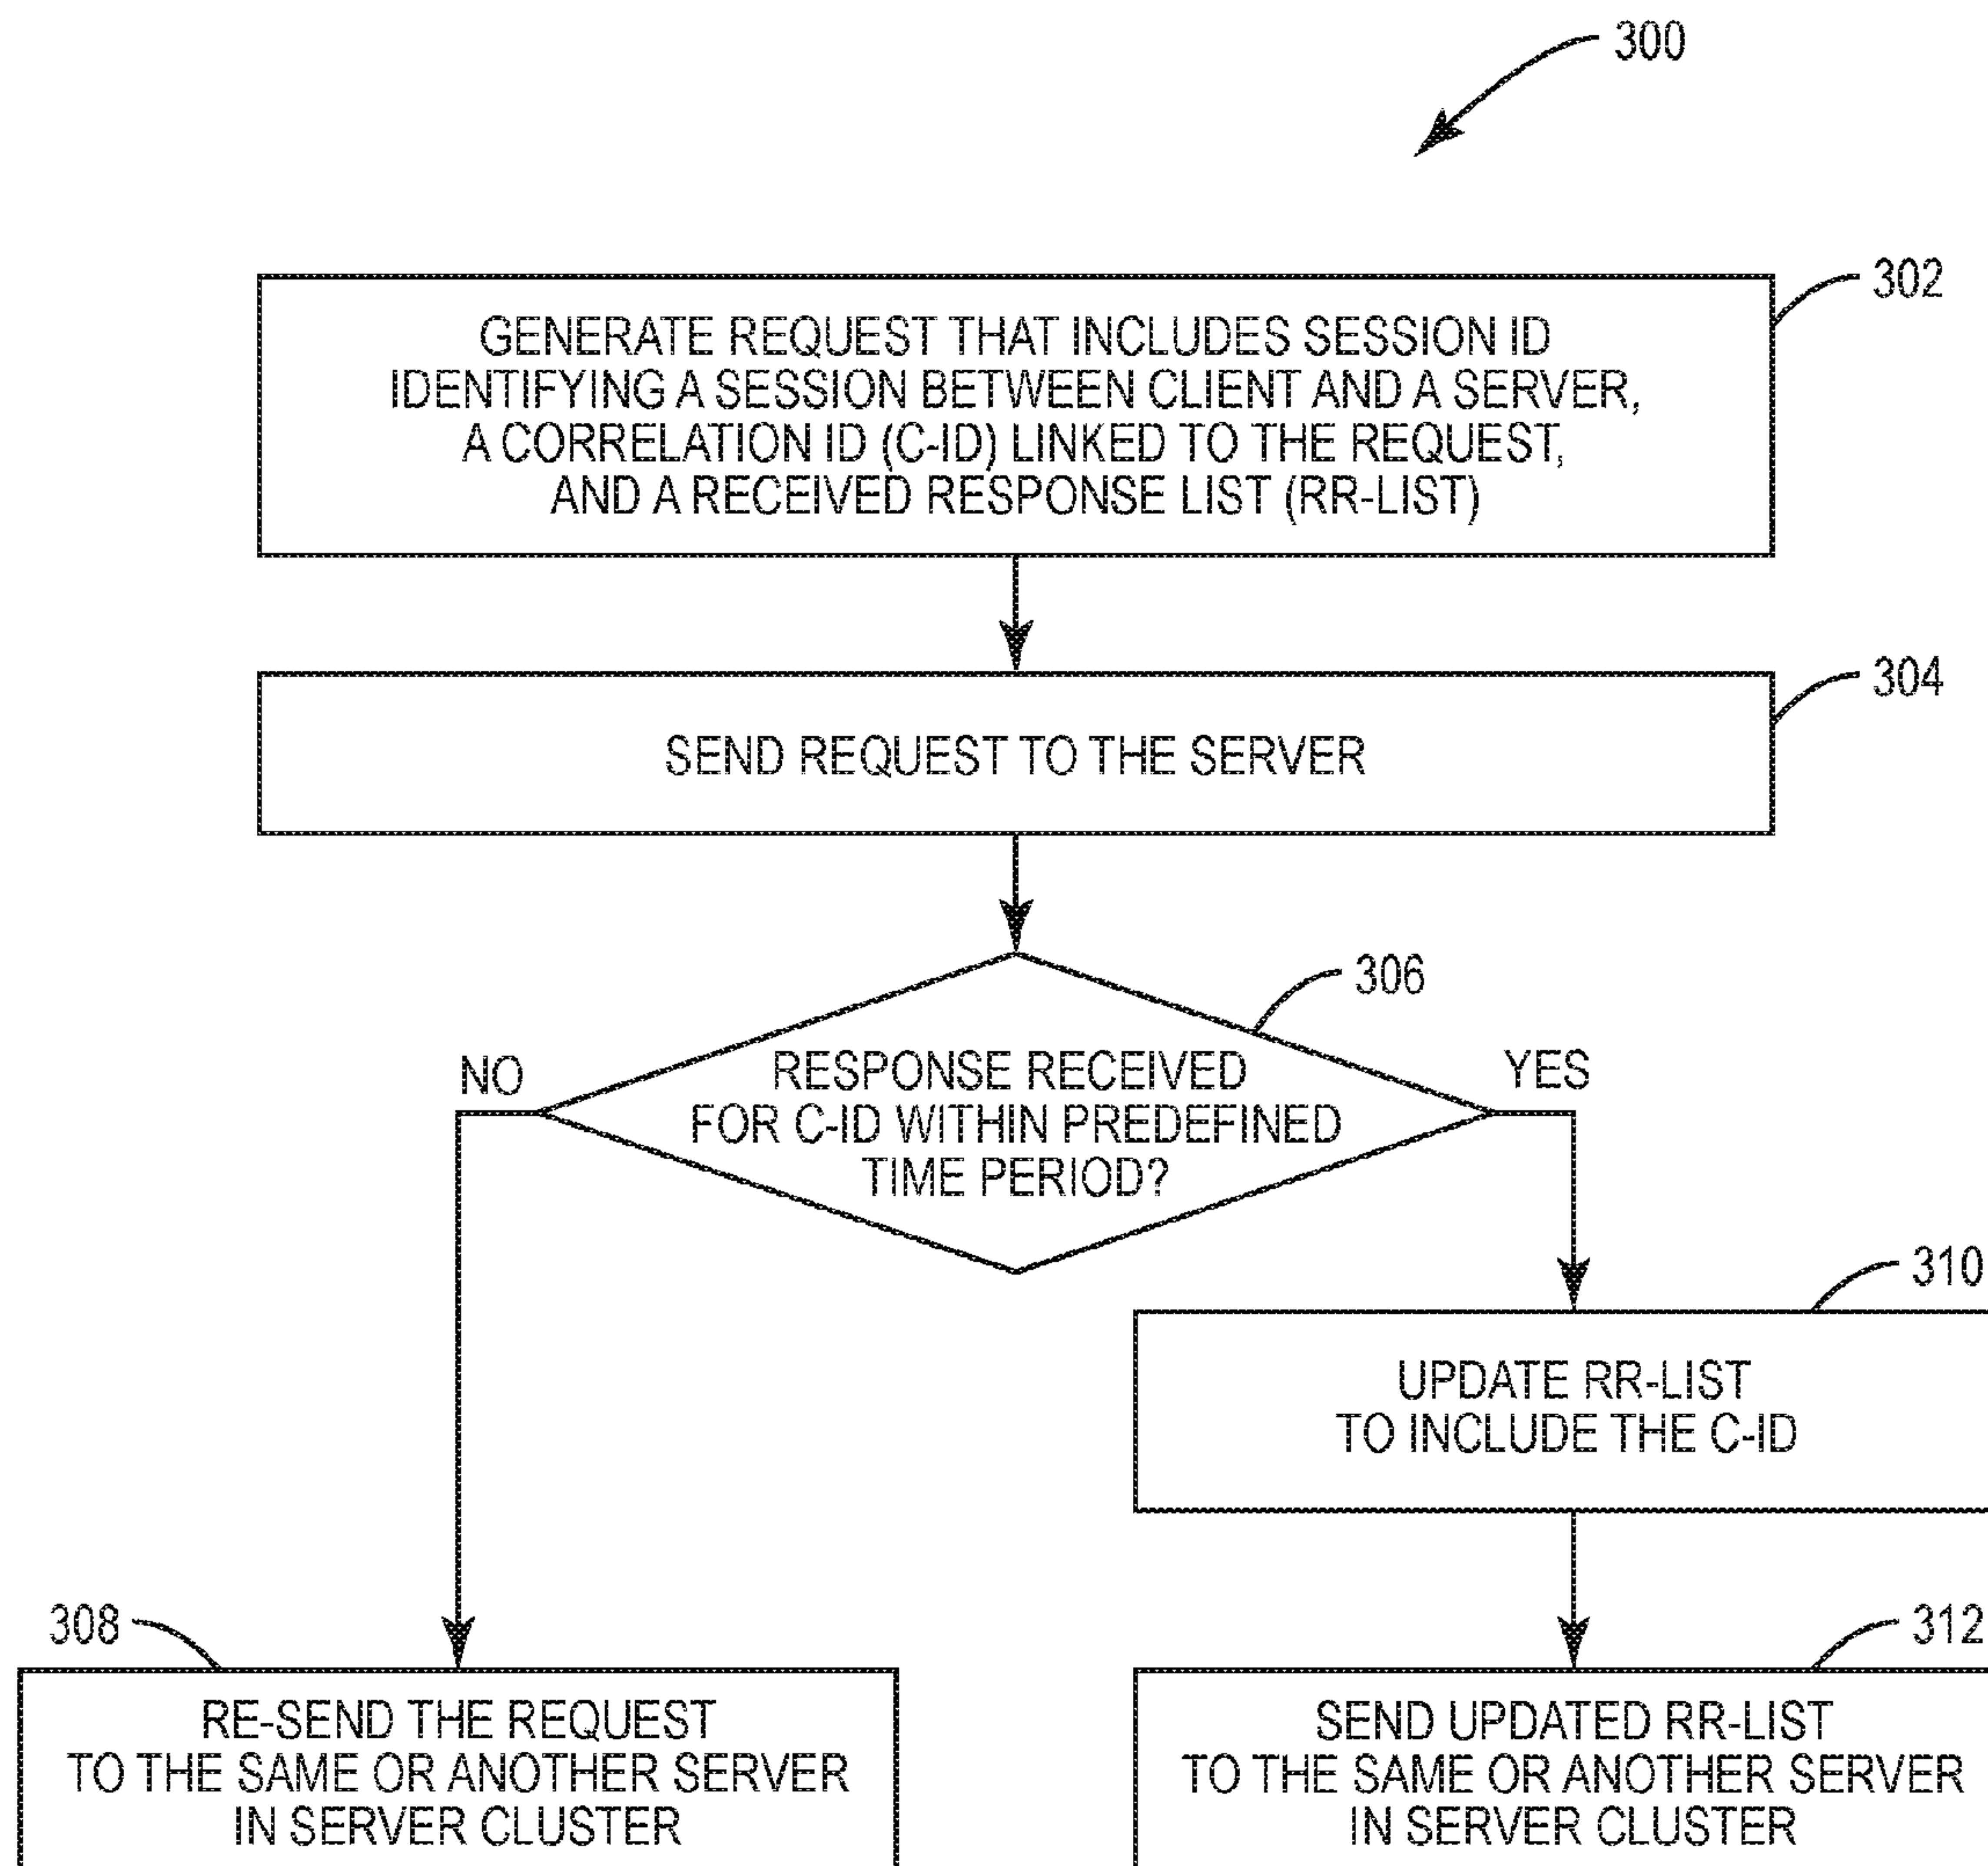 300
302
GENERATE REQUEST THAT INCLUDES SESSION ID
IDENTIFYING A SESSION BETWEEN CLIENT AND A SERVER,
A CORRELATION ID (C-ID) LINKED TO THE REQUEST,
AND A RECEIVED RESPONSE LIST (RR-LIST)
304
SEND REQUEST TO THE SERVER
306
NO
RESPONSE RECEIVED
FOR C-ID WITHIN PREDEFINED
TIME PERIOD?
YES
310
UPDATE RR-LIST
TO INCLUDE THE C-ID
308
RE-SEND THE REQUEST
TO THE SAME OR ANOTHER SERVER
IN SERVER CLUSTER
312
SEND UPDATED RR-LIST
TO THE SAME OR ANOTHER SERVER
IN SERVER CLUSTER